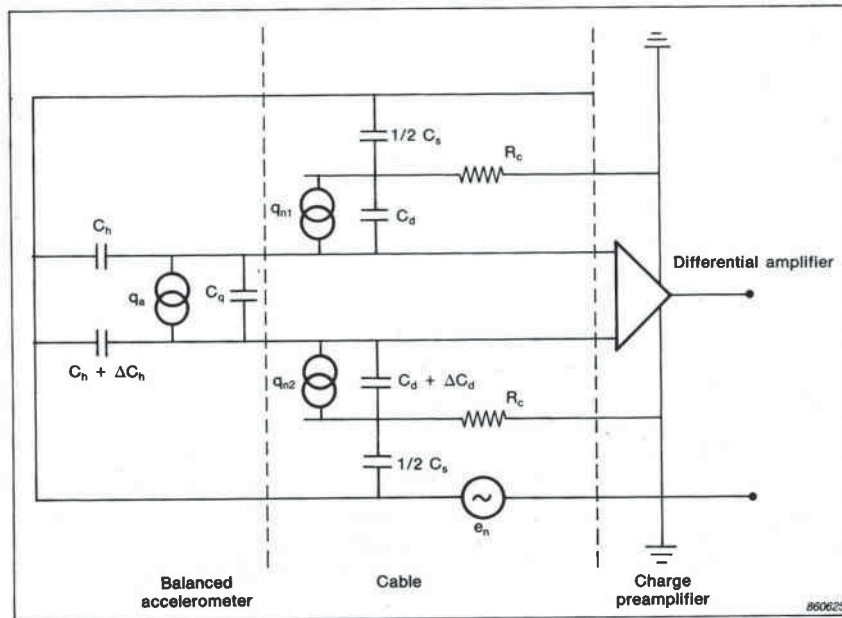 1/2 C_s
R_c
q_n1
C_d
C_h
Differential amplifier
q_a
C_q
C_h + ΔC_h
q_n2
C_d + ΔC_d
R_c
1/2 C_s
~
e_n
Balanced accelerometer
Cable
Charge preamplifier
860625